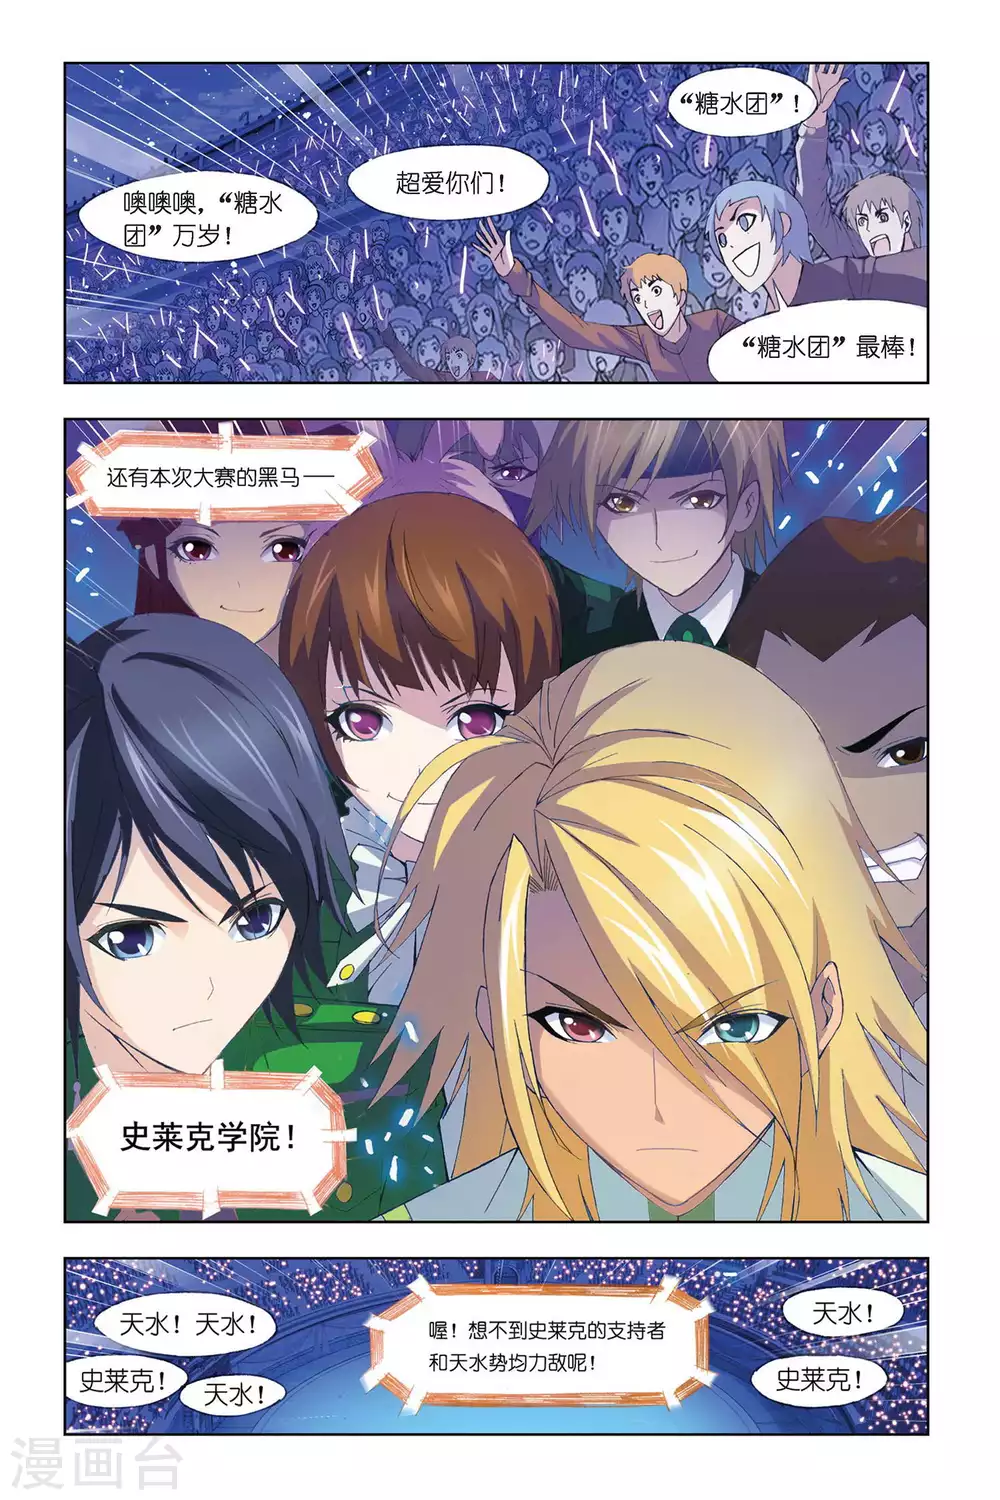 “糖水团”！
超爱你们！
噢噢噢，“糖水
团”万岁！
“糖水团”最棒！
还有本次大赛的黑马——
史莱克学院！
天水！天水！
史莱克！
天水！
喔！想不到史莱克的支持者
和天水势均力敌呢！
天水！
史莱克！
漫画台